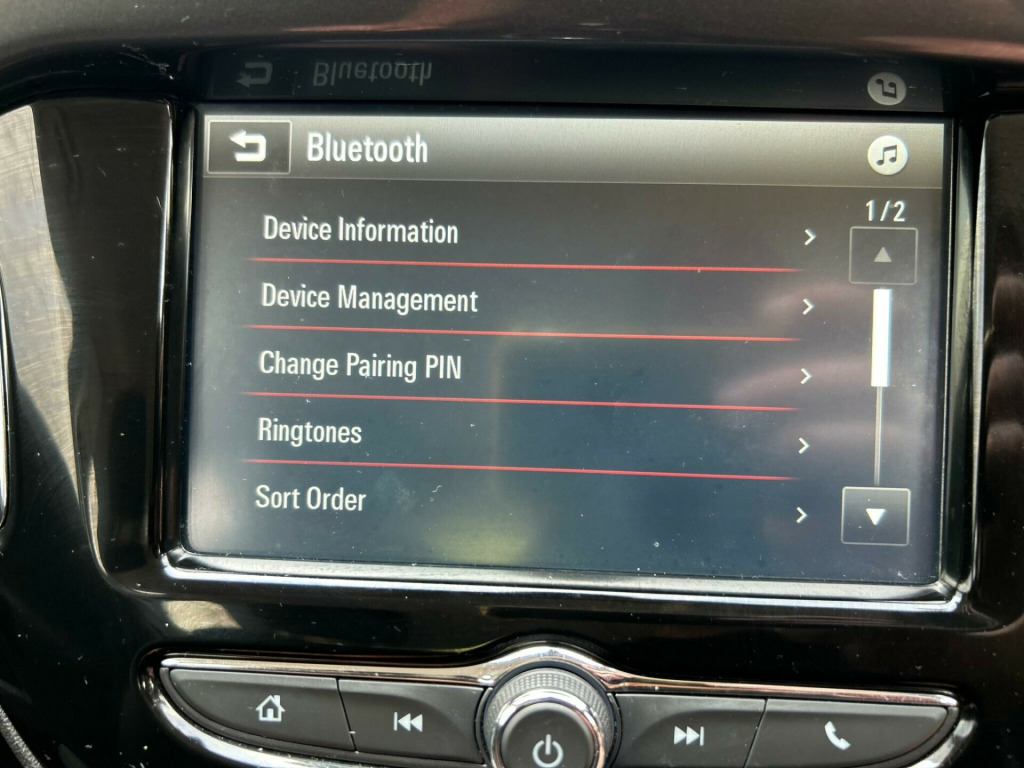 Bluetooth
1/2
Device Information
Device Management
Change Pairing PIN
Ringtones
Sort Order